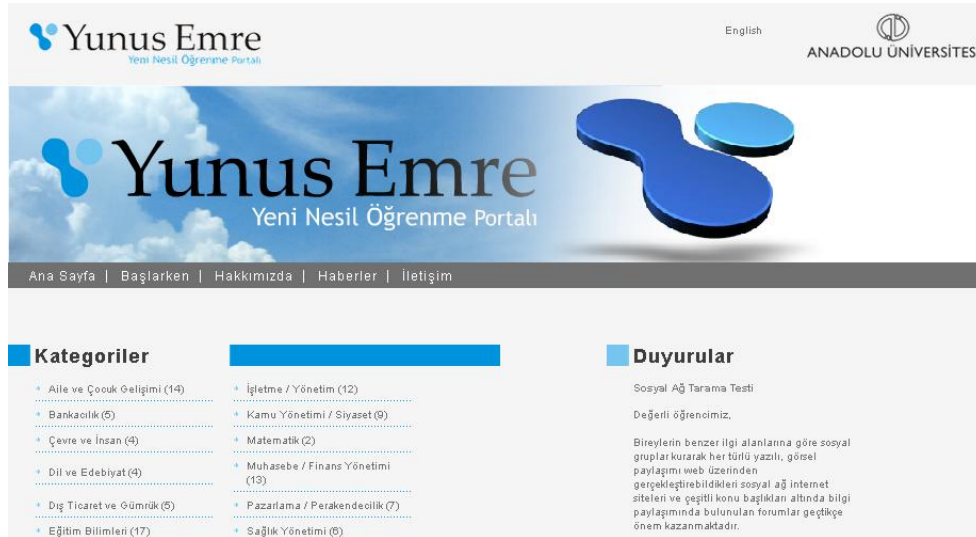 Yunus Emre
Yeni Nesil Öğrenme Portalı
English
ANADOLU ÜNİVERSİTES
Yunus Emre
Yeni Nesil Öğrenme Portalı
Ana Sayfa | Başlarken | Hakkımızda | Haberler | İletişim
Kategoriler
Aile ve Çocuk Gelişimi (14)
Bankacılık (5)
Çevre ve İnsan (4)
Dil ve Edebiyat (4)
Dış Ticaret ve Gümrük (5)
Eğitim Bilimleri (17)
İşletme / Yönetim (12)
Kamu Yönetimi / Siyaset (9)
Matematik (2)
Muhasebe / Finans Yönetimi
(13)
Pazarlama / Perakendecilik (7)
Sağlık Yönetimi (6)
Duyurular
Sosyal Ağ Tarama Testi
Değerli öğrencimiz,
Bireylerin benzer ilgi alanlarına göre sosyal
gruplar kurarak her türlü yazılı, görsel
paylaşımı web üzerinden
gerçekleştirebildikleri sosyal ağ internet
siteleri ve çeşitli konu başlıkları altında bilgi
paylaşımında bulunulan forumlar geçtikçe
önem kazanmaktadır.